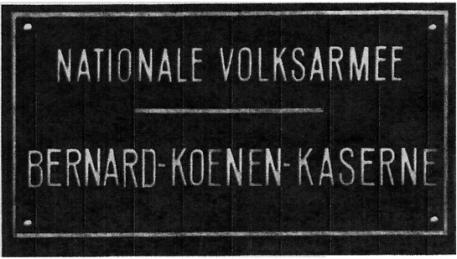 NATIONALE VOLKSARMEE
BERNARD-KOENEN-KASERNE